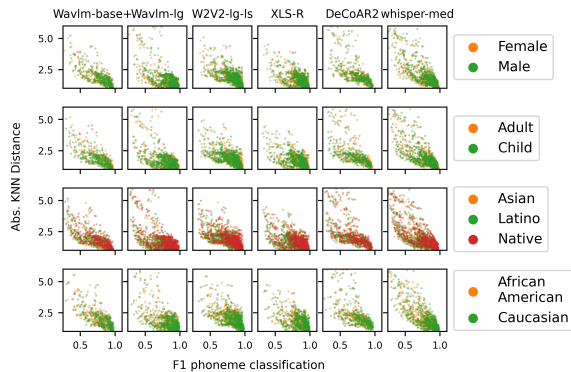 Wavlm-base+ Wavlm-lg W2V2-lg-ls XLS-R DeCoAR2 whisper-med
5.0
2.5
Female
Male
5.0
2.5
Adult
Child
Abs. KNN Distance
5.0
2.5
Asian
Latino
Native
5.0
2.5
African
American
Caucasian
0.5 1.0 0.5 1.0 0.5 1.0 0.5 1.0 0.5 1.0 0.5 1.0
F1 phoneme classification